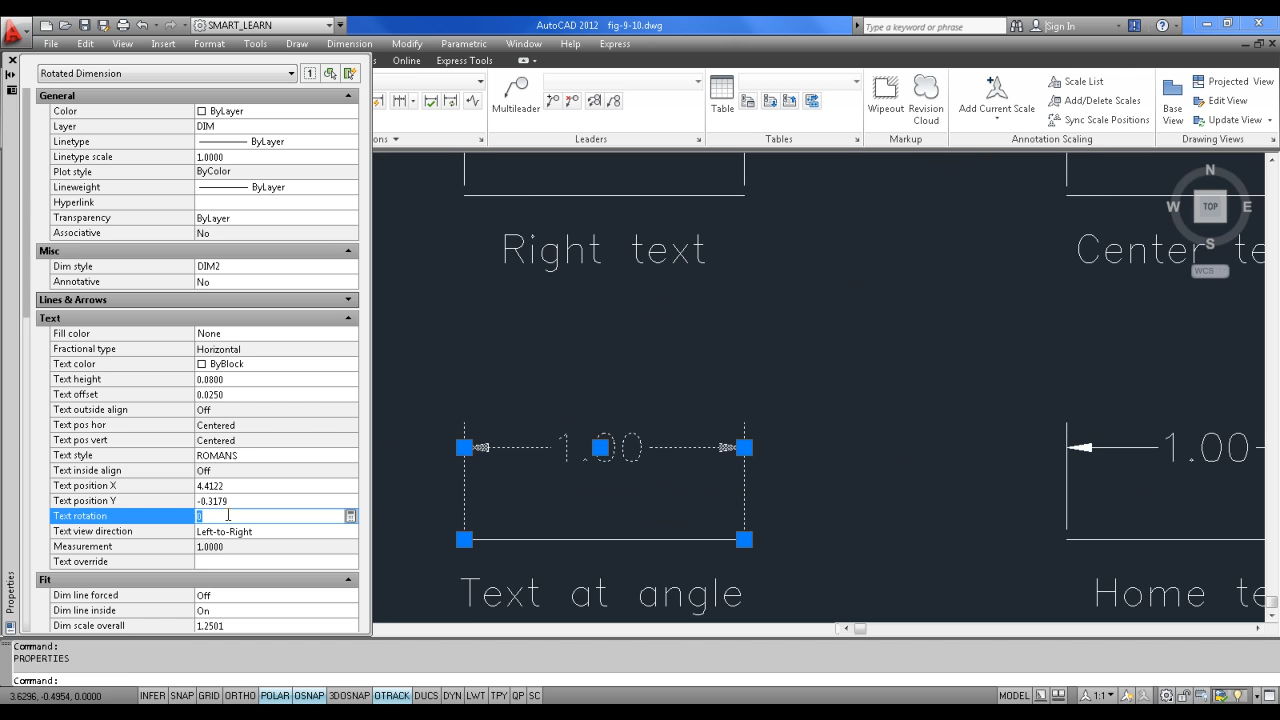 SMART_LEARN
AutoCAD 2012 fig-9-10.dwg
Type a keyword or phrase
Sign In
File Edit View Insert Format Tools Draw Dimension Modify Parametric Window Help Express
Online Express Tools
Rotated Dimension
General
Color ByLayer
Layer DIM
Linetype ByLayer
Linetype scale 1.0000
Plot style ByColor
Lineweight ByLayer
Hyperlink
Transparency ByLayer
Associative No
Misc
Dim style DIM2
Annotative No
Lines & Arrows
Text
Fill color None
Fractional type Horizontal
Text color ByBlock
Text height 0.0800
Text offset 0.0250
Text outside align Off
Text pos hor Centered
Text pos vert Centered
Text style ROMANS
Text inside align Off
Text position X 4.4122
Text position Y -0.3179
Text rotation 0
Text view direction Left-to-Right
Measurement 1.0000
Text override
Fit
Dim line forced Off
Dim line inside On
Dim scale overall 1.2501
Properties
Multileader
Leaders
Table
Tables
Wipeout
Revision Cloud
Markup
Add Current Scale
Scale List
Add/Delete Scales
Sync Scale Positions
Annotation Scaling
Base View
Projected View
Edit View
Update View
Drawing Views
N
W TOP E
S
WCS
Right text
Center te
1.00
1.00
Text at angle
Home te
Command:
PROPERTIES
Command:
3.6296, -0.4954, 0.0000 INFER SNAP GRID ORTHO POLAR OSNAP 3DOSNAP OTRACK DUCS DYN LWT TPY QP SC MODEL 1:1